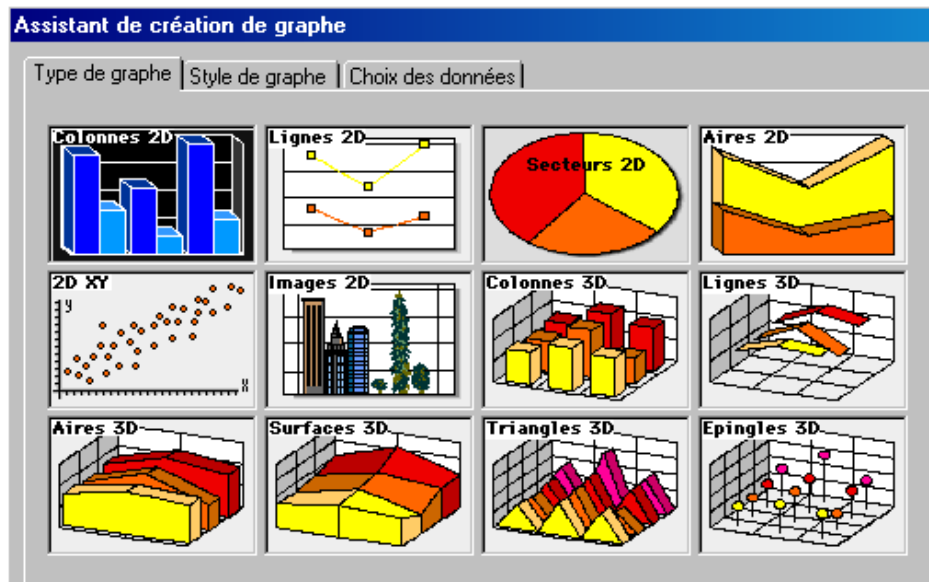 Assistant de création de graphe
Type de graphe Style de graphe Choix des données
Colonnes 2D Lignes 2D Secteurs 2D Aires 2D
2D XY Images 2D Colonnes 3D Lignes 3D
y
x
Aires 3D Surfaces 3D Triangles 3D Epingles 3D